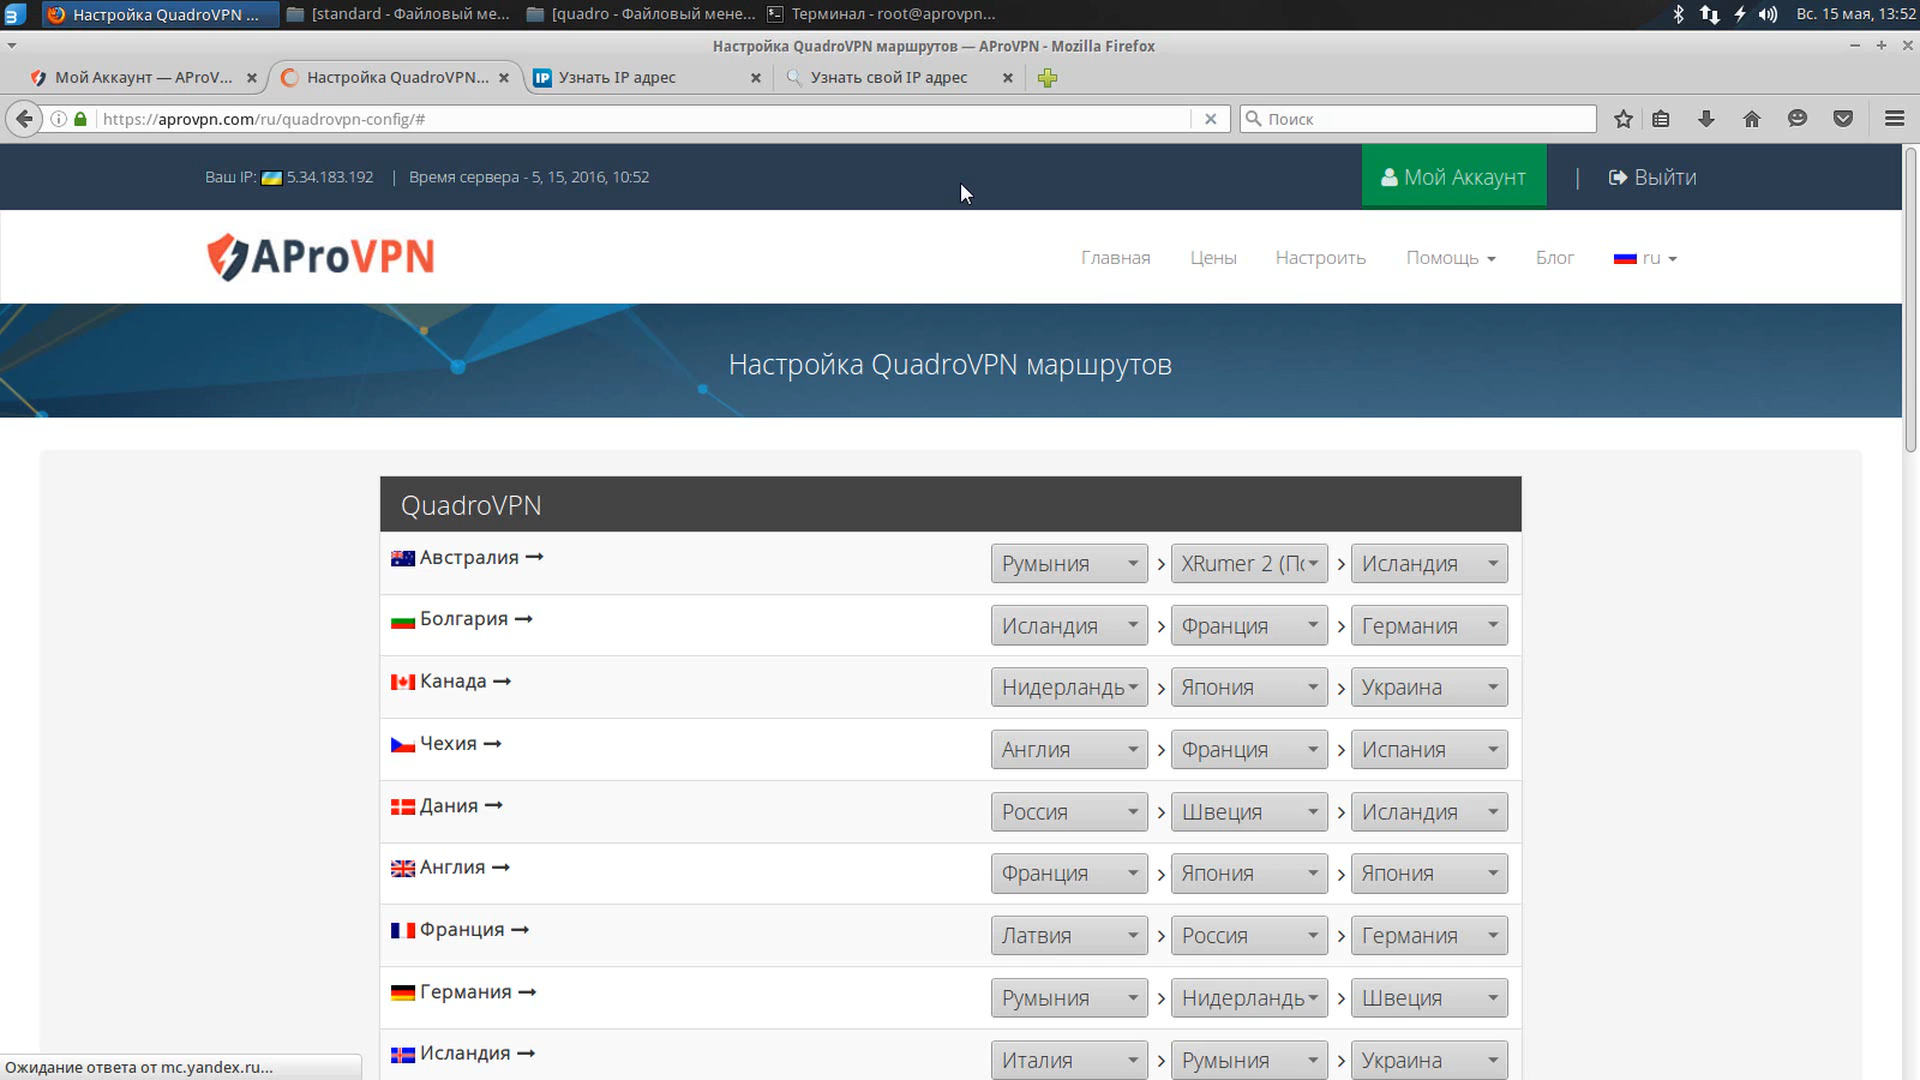 Настройка QuadroVPN ...
[standard - Файловый ме...
[quadro - Файловый мене...
Терминал - root@aprovpn...
Вс. 15 мая, 13:52
Настройка QuadroVPN маршрутов — AProVPN - Mozilla Firefox
Мой Аккаунт — AProV...
Настройка QuadroVPN...
IP Узнать IP адрес
Узнать свой IP адрес
https://aprovpn.com/ru/quadrovpn-config/#
Поиск
Ваш IP: 5.34.183.192 | Время сервера - 5, 15, 2016, 10:52
Мой Аккаунт | Выйти
AProVPN
Главная Цены Настроить Помощь Блог ru
Настройка QuadroVPN маршрутов
QuadroVPN
Австралия Румыния XRumer 2 (По Исландия
Болгария Исландия Франция Германия
Канада Нидерланды Япония Украина
Чехия Англия Франция Испания
Дания Россия Швеция Исландия
Англия Франция Япония Япония
Франция Латвия Россия Германия
Германия Румыния Нидерланды Швеция
Исландия Италия Румыния Украина
Ожидание ответа от mc.yandex.ru...